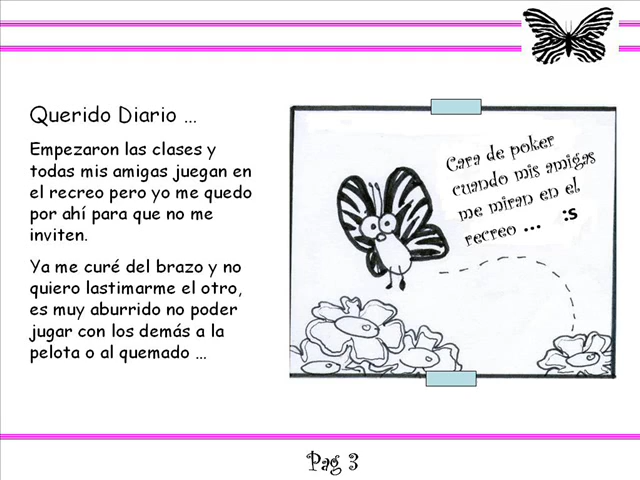 Querido Diario ...
Empezaron las clases y
todas mis amigas juegan en
el recreo pero yo me quedo
por ahí para que no me
inviten.
Ya me curé del brazo y no
quiero lastimarme el otro,
es muy aburrido no poder
jugar con los demás a la
pelota o al quemado ...
Cara de poker
cuando mis amigas
me miran en el
recreo ... :s
Pag 3